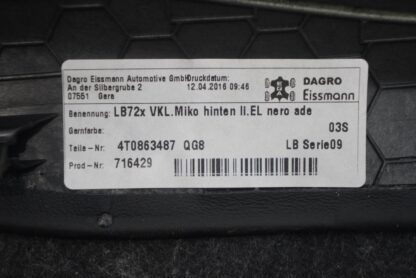 Dagro Eissmann Automotive GmbH Druckdatum:
An der Silbergrube 2 12.04.2016 09:46
07551 Gera
DAGRO
Eissmann
Benennung: LB72x VKL.Miko hinten li.EL nero ade
Garnfarbe: 03S
Teile-Nr: 4T0863487 QG8 LB Serie09
Prod-Nr: 716429